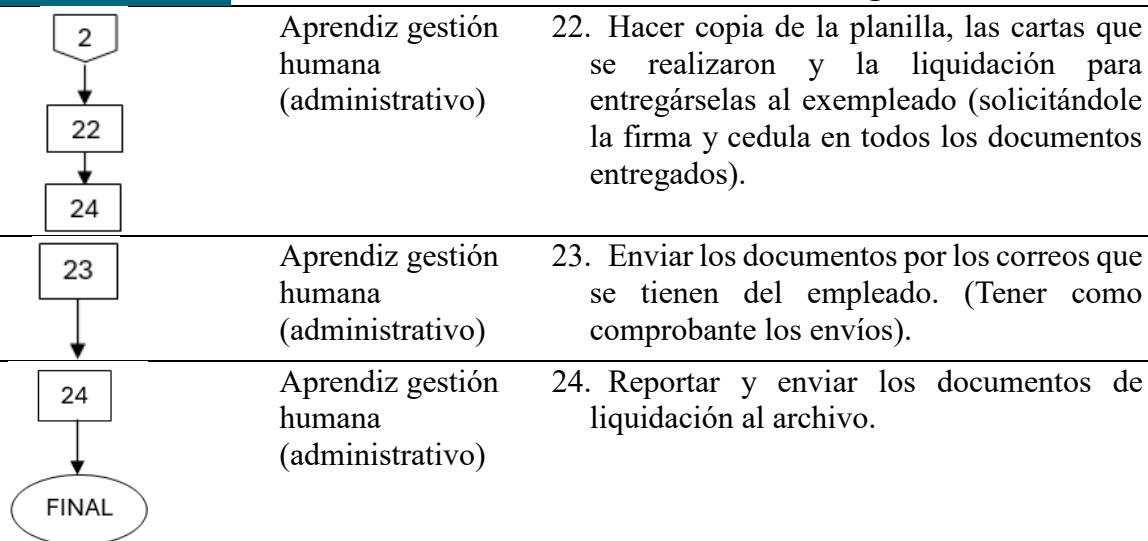 2
22
24
Aprendiz gestión
humana
(administrativo)
22. Hacer copia de la planilla, las cartas que
se realizaron y la liquidación para
entregárselas al exempleado (solicitándole
la firma y cedula en todos los documentos
entregados).
23
Aprendiz gestión
humana
(administrativo)
23. Enviar los documentos por los correos que
se tienen del empleado. (Tener como
comprobante los envíos).
24
FINAL
Aprendiz gestión
humana
(administrativo)
24. Reportar y enviar los documentos de
liquidación al archivo.